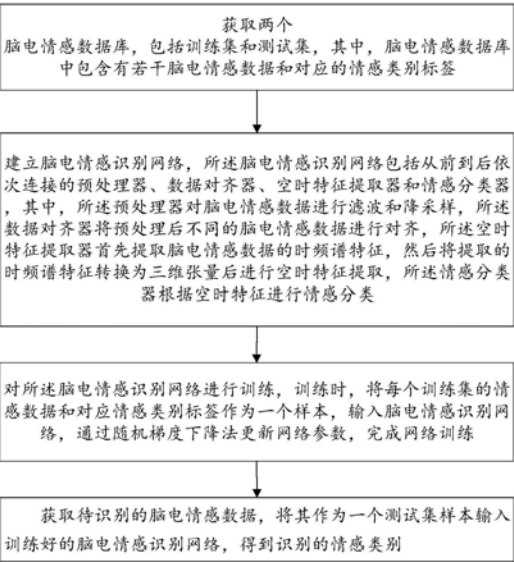 获取两个
脑电情感数据库，包括训练集和测试集，其中，脑电情感数据库
中包含有若干脑电情感数据和对应的情感类别标签
建立脑电情感识别网络，所述脑电情感识别网络包括从前到后依
次连接的预处理器、数据对齐器、空时特征提取器和情感分类器
，其中，所述预处理器对脑电情感数据进行滤波和降采样，所述
数据对齐器将预处理后不同的脑电情感数据进行对齐，所述空时
特征提取器首先提取脑电情感数据的时频谱特征，然后将提取的
时频谱特征转换为三维张量后进行空时特征提取，所述情感分类
器根据空时特征进行情感分类
对所述脑电情感识别网络进行训练，训练时，将每个训练集的情
感数据和对应情感类别标签作为一个样本，输入脑电情感识别网
络，通过随机梯度下降法更新网络参数，完成网络训练
获取待识别的脑电情感数据，将其作为一个测试集样本输入
训练好的脑电情感识别网络，得到识别的情感类别